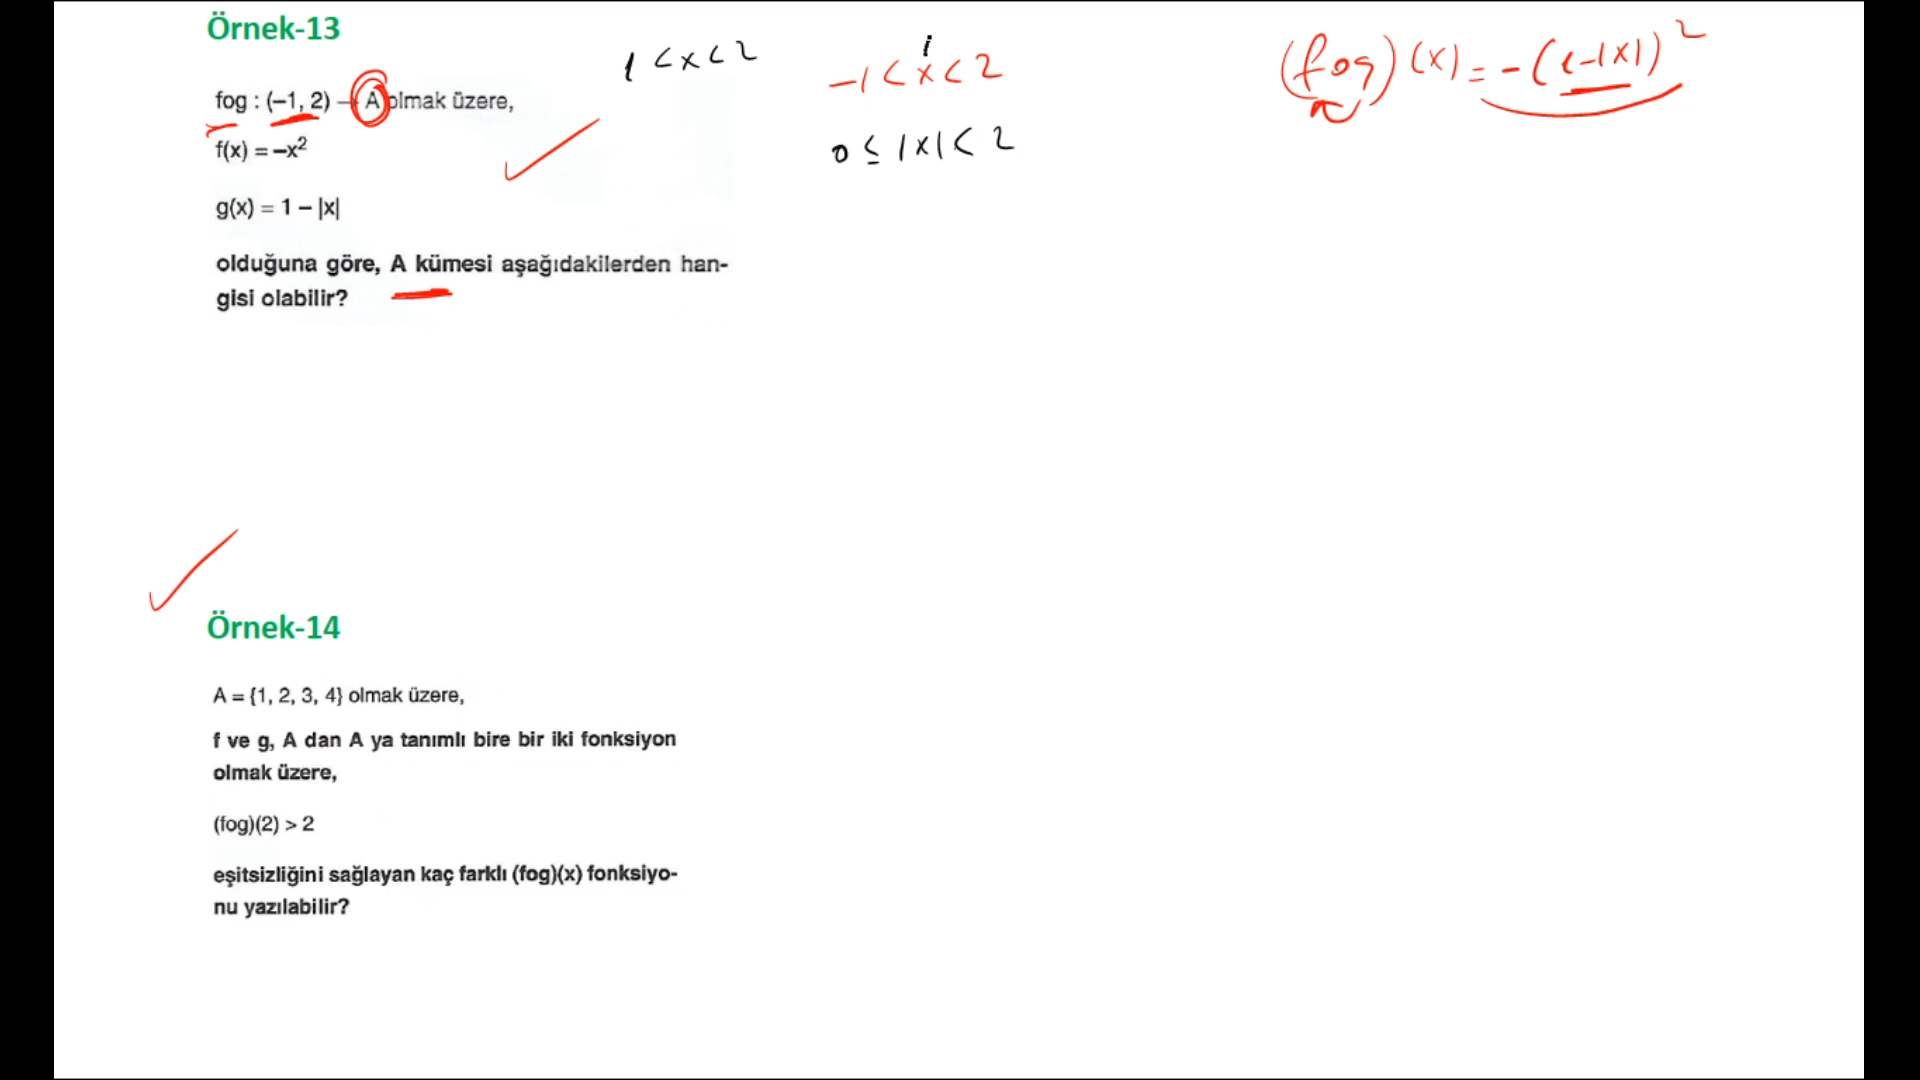 Örnek-13
fog : (−1, 2) → A olmak üzere,
f(x) = −x²
g(x) = 1 − |x|
olduğuna göre, A kümesi aşağıdakilerden han-
gisi olabilir?
1 < x < 2
−1 < x < 2
0 ≤ |x| < 2
(fog)(x) = −(1−|x|)²
Örnek-14
A = {1, 2, 3, 4} olmak üzere,
f ve g, A dan A ya tanımlı bire bir iki fonksiyon
olmak üzere,
(fog)(2) > 2
eşitsizliğini sağlayan kaç farklı (fog)(x) fonksiyo-
nu yazılabilir?